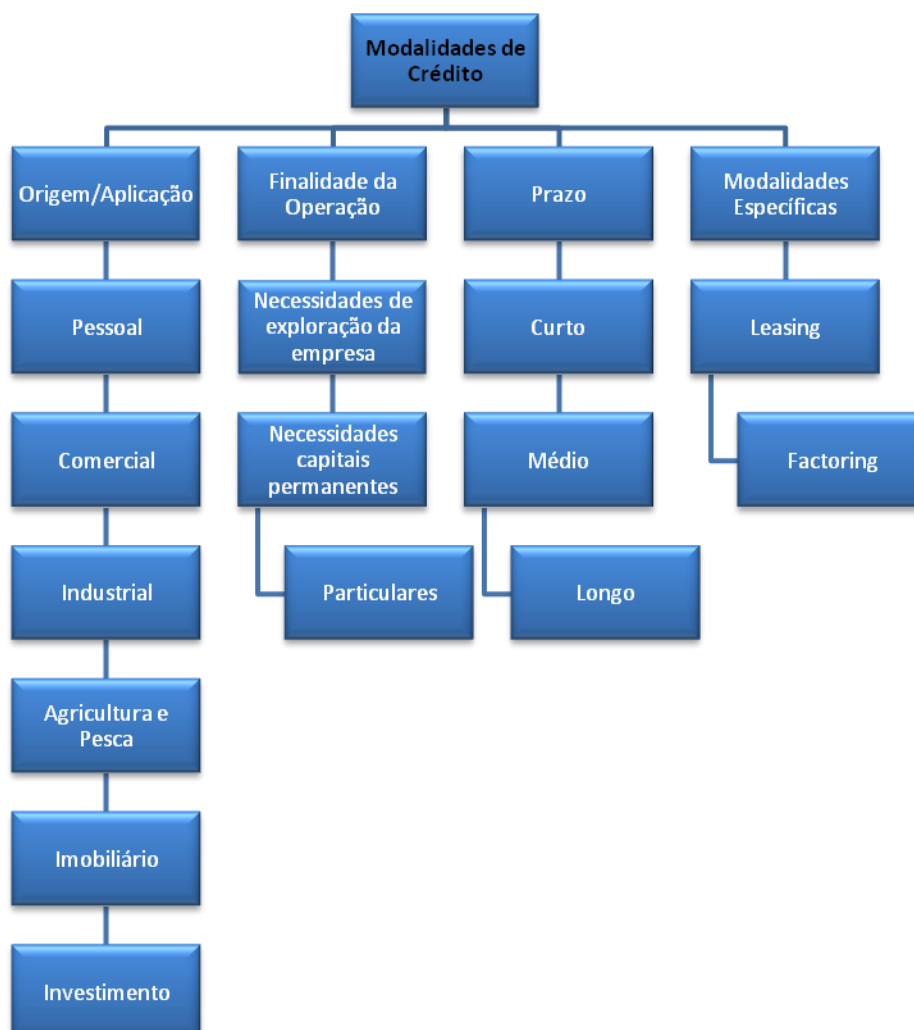 Modalidades de
Crédito
Origem/Aplicação
Finalidade da
Operação
Prazo
Modalidades
Específicas
Pessoal
Necessidades de
exploração da
empresa
Curto
Leasing
Comercial
Necessidades
capitais
permanentes
Médio
Factoring
Industrial
Particulares
Longo
Agricultura e
Pesca
Imobiliário
Investimento